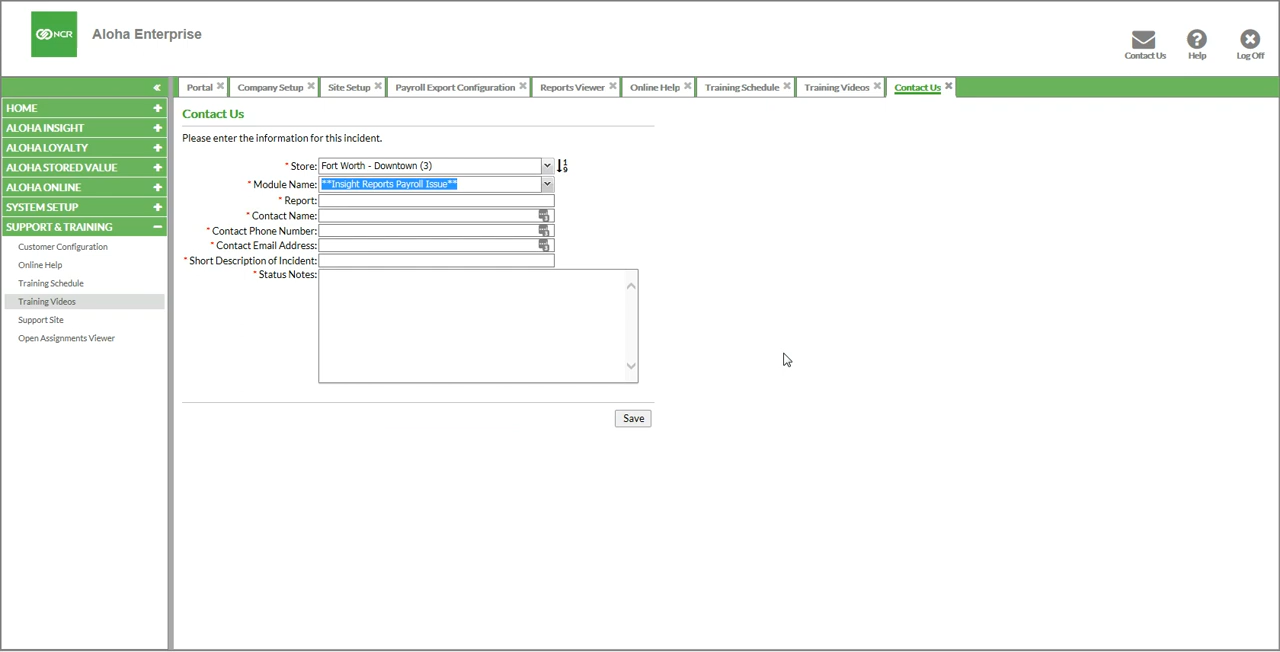 NCR
Aloha Enterprise
Contact Us
Help
Log Off
«
Portal
Company Setup
Site Setup
Payroll Export Configuration
Reports Viewer
Online Help
Training Schedule
Training Videos
Contact Us
HOME
ALOHA INSIGHT
ALOHA LOYALTY
ALOHA STORED VALUE
ALOHA ONLINE
SYSTEM SETUP
SUPPORT & TRAINING
Customer Configuration
Online Help
Training Schedule
Training Videos
Support Site
Open Assignments Viewer
Contact Us
Please enter the information for this incident.
* Store: Fort Worth - Downtown (3)
* Module Name: **Insight Reports Payroll Issue**
* Report:
* Contact Name:
* Contact Phone Number:
* Contact Email Address:
* Short Description of Incident:
* Status Notes:
Save